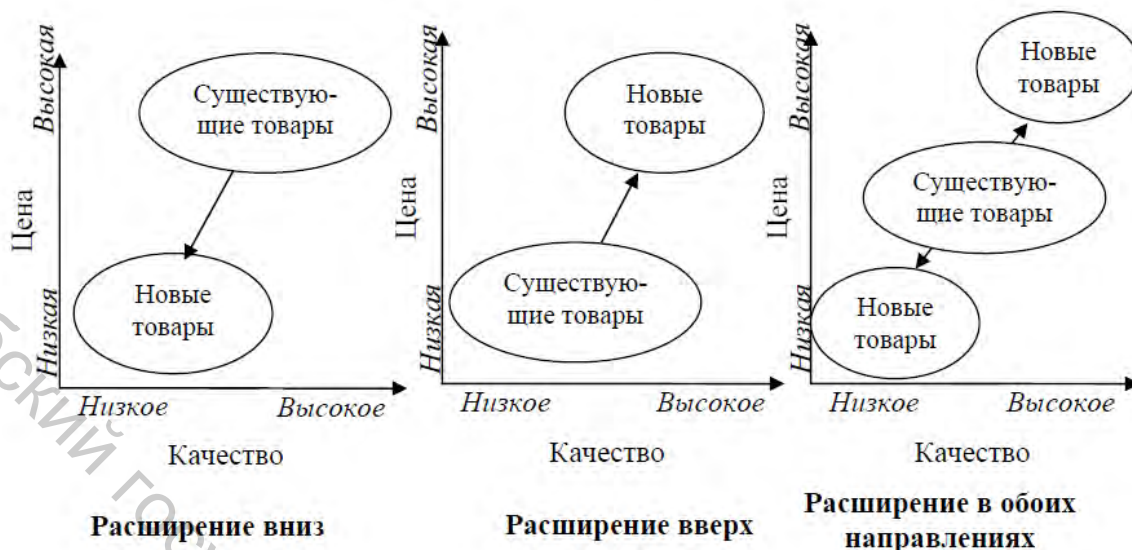 Высокая
Существую-
щие товары
Цена
Новые
товары
Низкая
Низкое
Высокое
Качество
Расширение вниз
Высокая
Новые
товары
Цена
Существую-
щие товары
Низкая
Низкое
Высокое
Качество
Расширение вверх
Высокая
Новые
товары
Существую-
щие товары
Цена
Новые
товары
Низкая
Низкое
Высокое
Качество
Расширение в обоих
направлениях